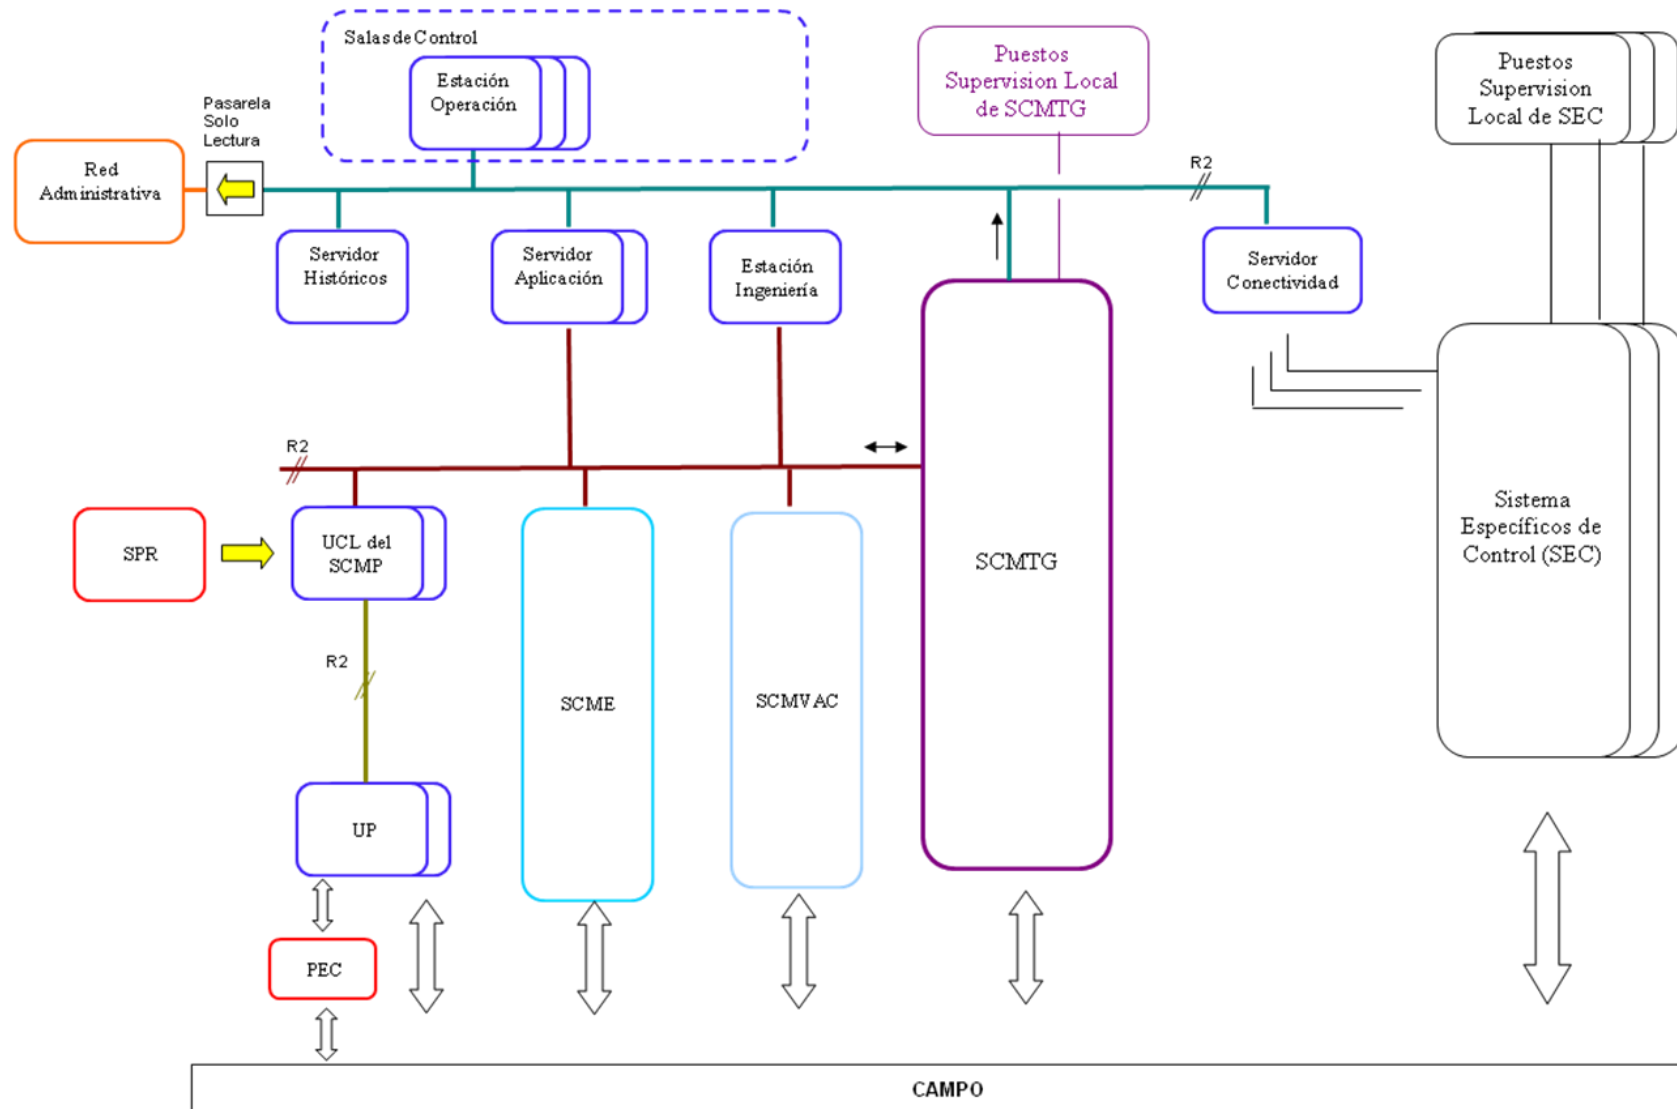 Salas de Control
Estación
Operación
Puestos
Supervision Local
de SCMTG
Puestos
Supervision
Local de SEC
Pasarela
Solo
Lectura
Red
Administrativa
R2
Servidor
Históricos
Servidor
Aplicación
Estación
Ingeniería
Servidor
Conectividad
R2
SPR
UCL del
SCMP
SCMTG
Sistema
Específicos de
Control (SEC)
R2
SCME
SCMVAC
UP
PEC
CAMPO